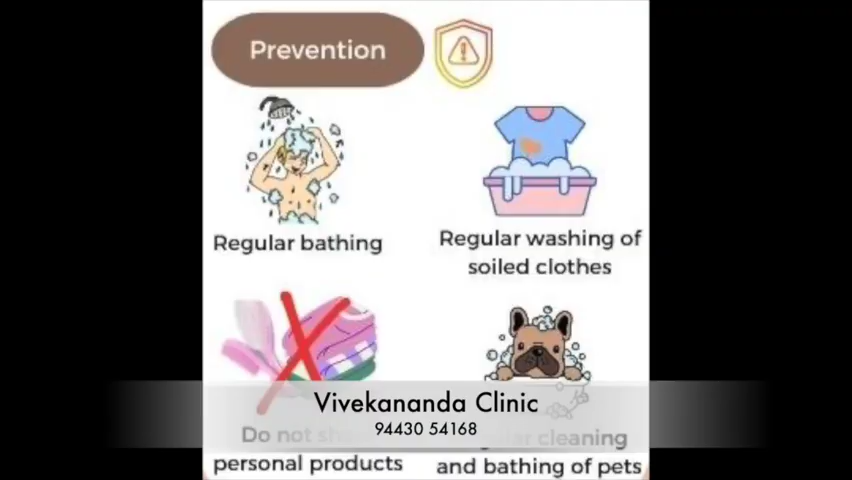 Prevention
Regular bathing
Regular washing of
soiled clothes
Vivekananda Clinic
94430 54168
Do not
cleaning
personal products
and bathing of pets